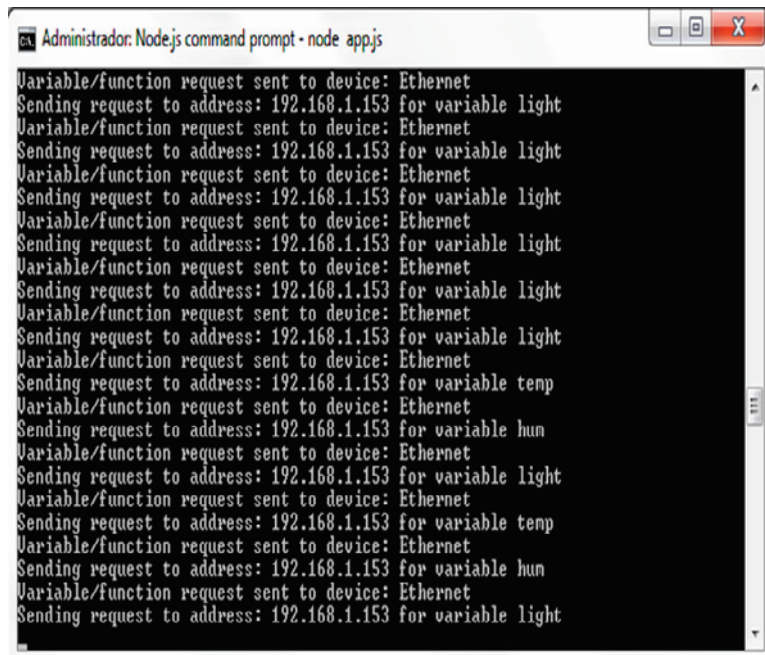 Administrador: Node.js command prompt - node app.js
Variable/function request sent to device: Ethernet
Sending request to address: 192.168.1.153 for variable light
Variable/function request sent to device: Ethernet
Sending request to address: 192.168.1.153 for variable light
Variable/function request sent to device: Ethernet
Sending request to address: 192.168.1.153 for variable light
Variable/function request sent to device: Ethernet
Sending request to address: 192.168.1.153 for variable light
Variable/function request sent to device: Ethernet
Sending request to address: 192.168.1.153 for variable light
Variable/function request sent to device: Ethernet
Sending request to address: 192.168.1.153 for variable light
Variable/function request sent to device: Ethernet
Sending request to address: 192.168.1.153 for variable temp
Variable/function request sent to device: Ethernet
Sending request to address: 192.168.1.153 for variable hum
Variable/function request sent to device: Ethernet
Sending request to address: 192.168.1.153 for variable light
Variable/function request sent to device: Ethernet
Sending request to address: 192.168.1.153 for variable temp
Variable/function request sent to device: Ethernet
Sending request to address: 192.168.1.153 for variable hum
Variable/function request sent to device: Ethernet
Sending request to address: 192.168.1.153 for variable light